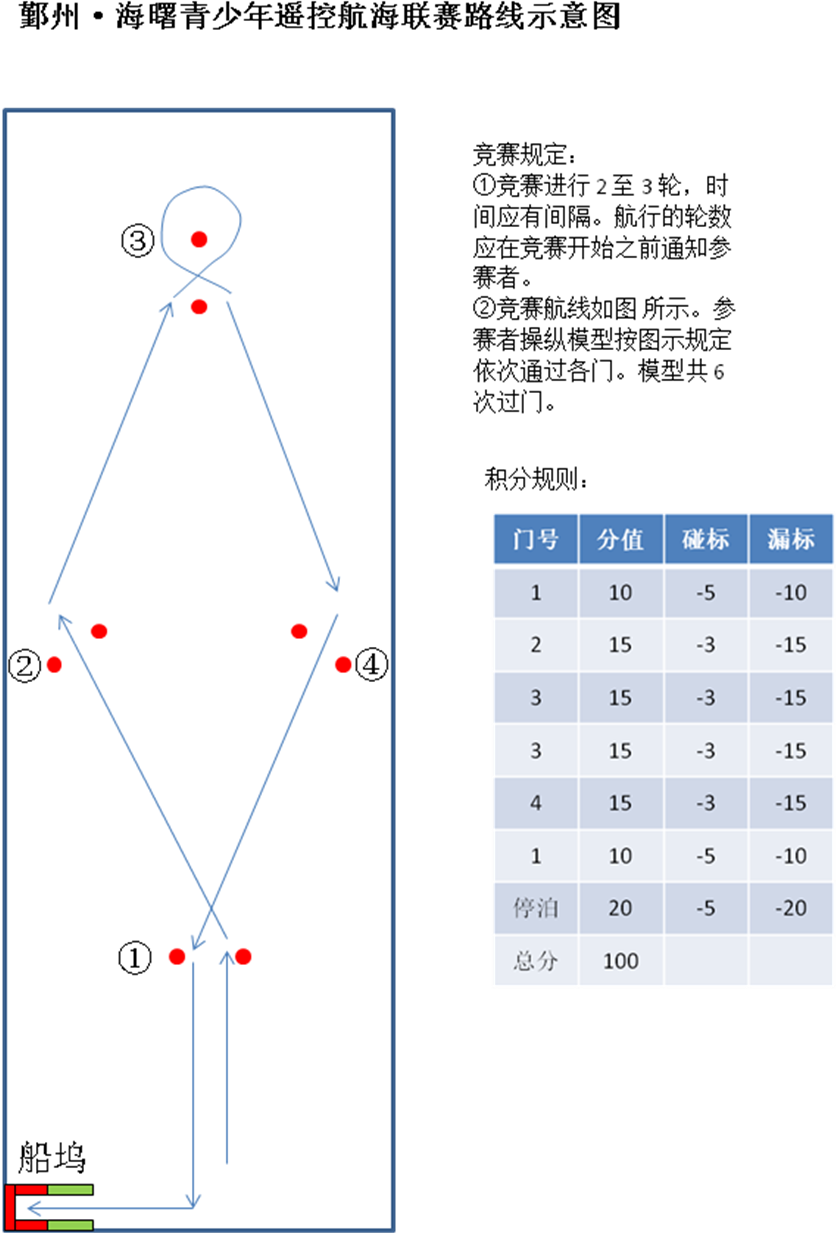 鄞州·海曙青少年遥控航海联赛路线示意图
竞赛规定：
①竞赛进行 2 至 3 轮，时
间应有间隔。航行的轮数
应在竞赛开始之前通知参
赛者。
②竞赛航线如图 所示。参
赛者操纵模型按图示规定
依次通过各门。模型共 6
次过门。
积分规则：
门号 分值 碰标 漏标
1 10 -5 -10
2 15 -3 -15
3 15 -3 -15
3 15 -3 -15
4 15 -3 -15
1 10 -5 -10
停泊 20 -5 -20
总分 100
③
②
④
①
船坞